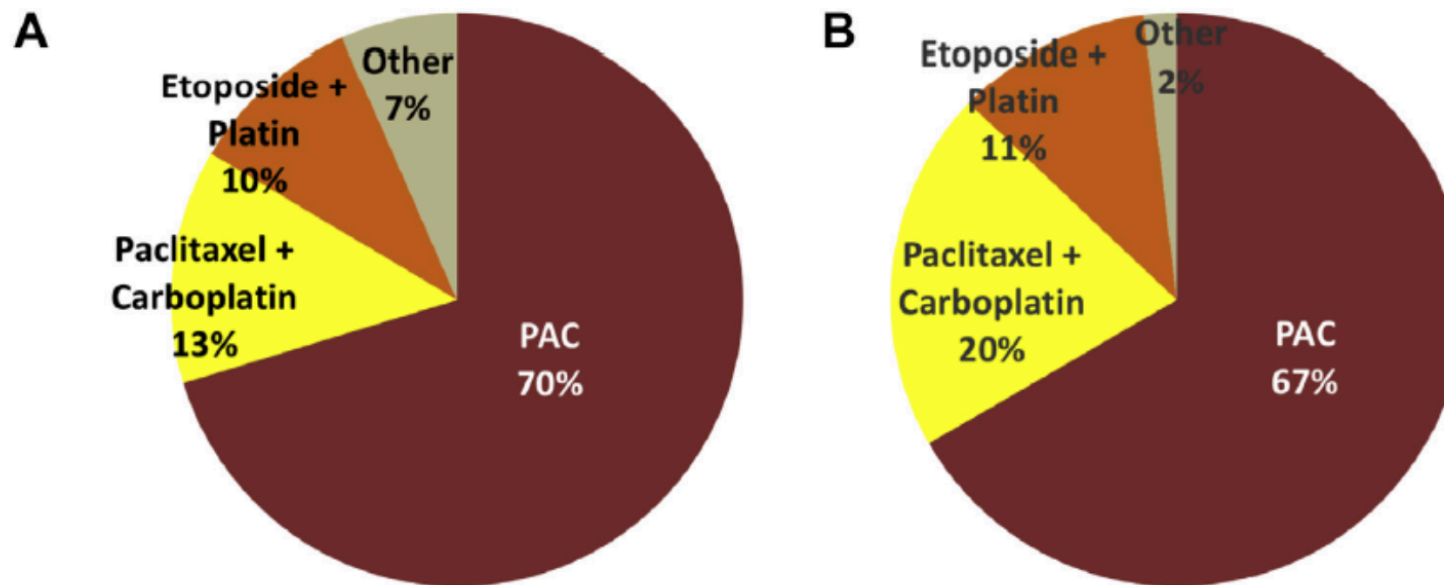 A
Other
7%
Etoposide +
Platin
10%
Paclitaxel +
Carboplatin
13%
PAC
70%
B
Other
2%
Etoposide +
Platin
11%
Paclitaxel +
Carboplatin
20%
PAC
67%